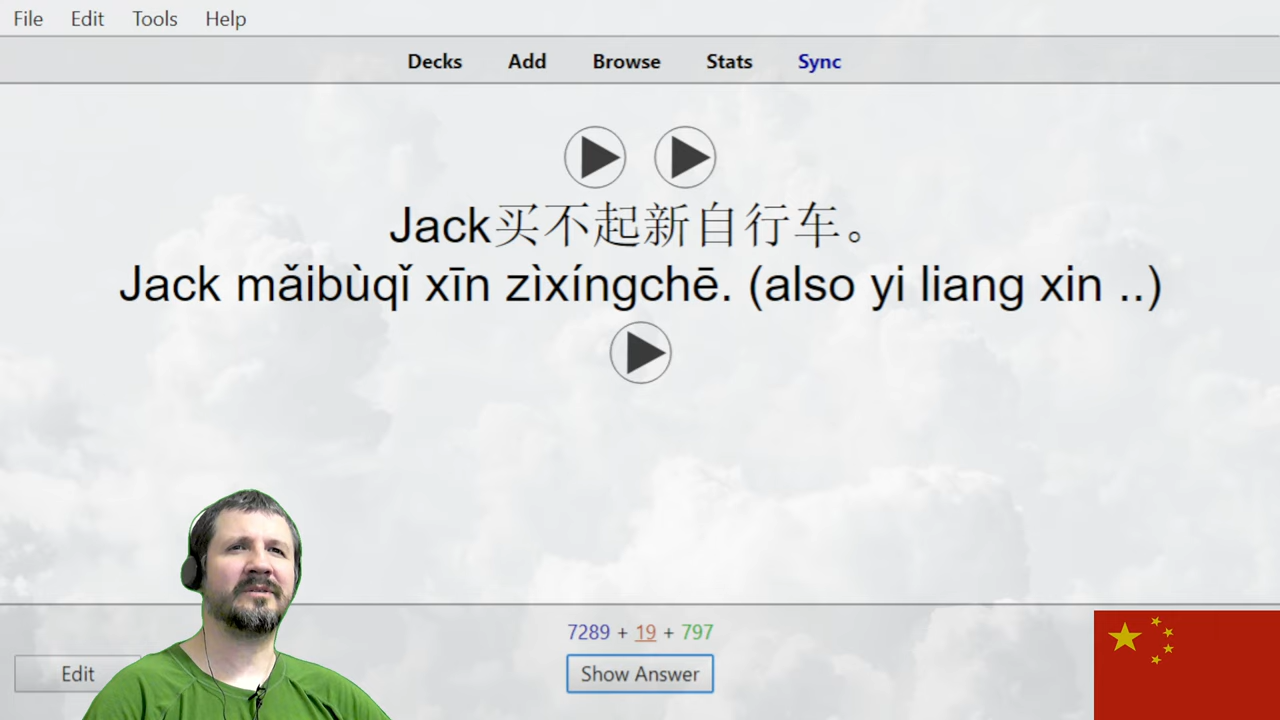 File Edit Tools Help
Decks Add Browse Stats Sync
Jack买不起新自行车。
Jack mǎibùqǐ xīn zìxíngchē. (also yi liang xin ..)
7289 + 19 + 797
Edit Show Answer